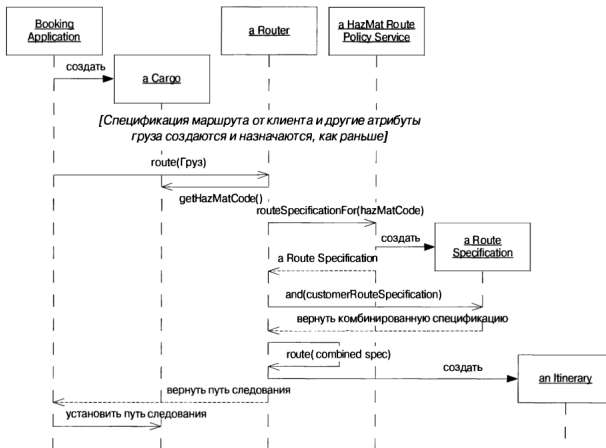 Booking
Application
a Router
a HazMat Route
Policy Service
создать
a Cargo
[Спецификация маршрута от клиента и другие атрибуты
груза создаются и назначаются, как раньше]
route(Груз)
getHazMatCode()
routeSpecificationFor(hazMatCode)
создать
a Route
Specification
a Route Specification
and(customerRouteSpecification)
вернуть комбинированную спецификацию
route( combined spec)
создать
an Itinerary
вернуть путь следования
установить путь следования